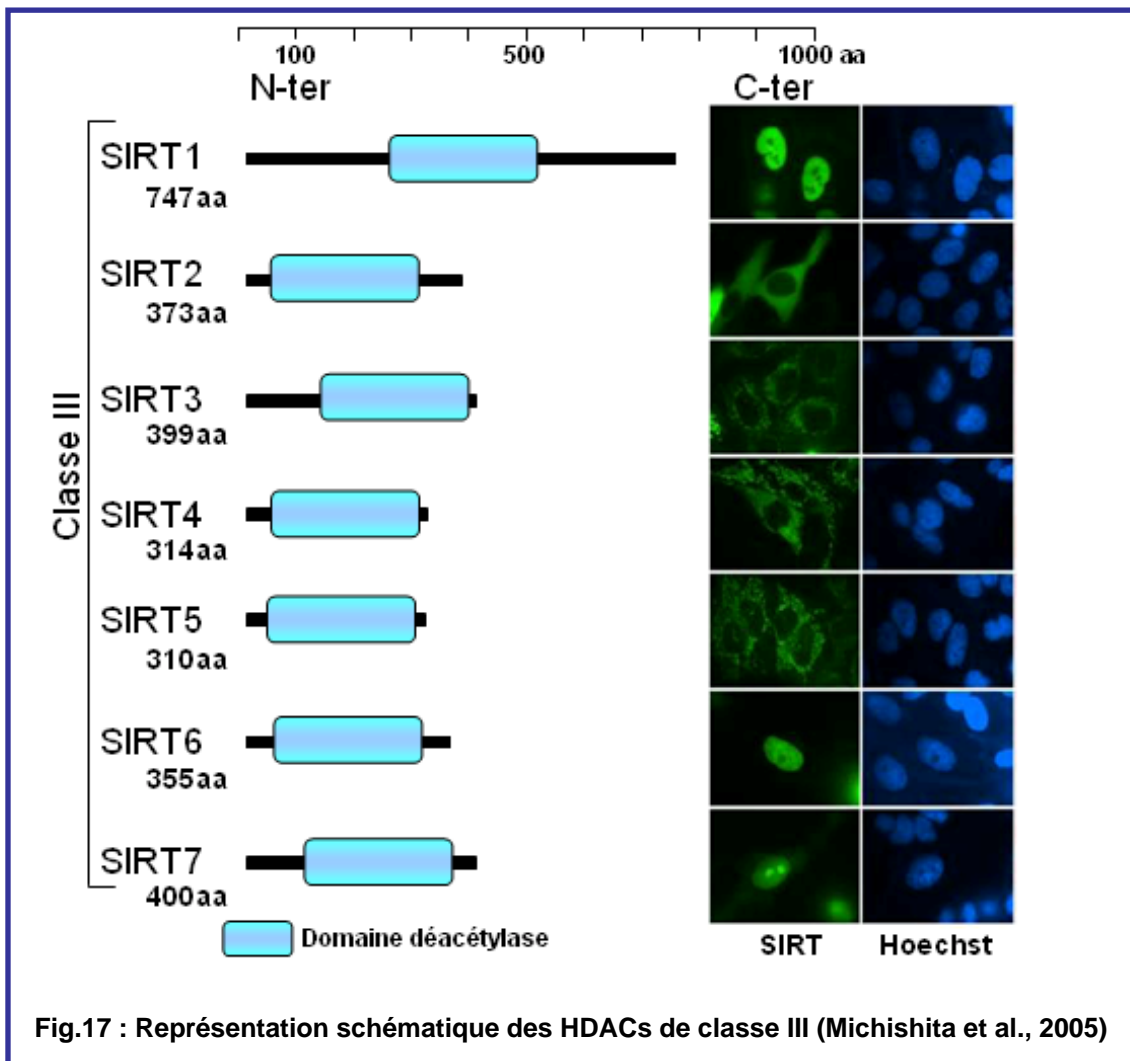 100 500 1000 aa
N-ter C-ter
Classe III
SIRT1
747aa
SIRT2
373aa
SIRT3
399aa
SIRT4
314aa
SIRT5
310aa
SIRT6
355aa
SIRT7
400aa
Domaine déacétylase
SIRT Hoechst
Fig.17 : Représentation schématique des HDACs de classe III (Michishita et al., 2005)